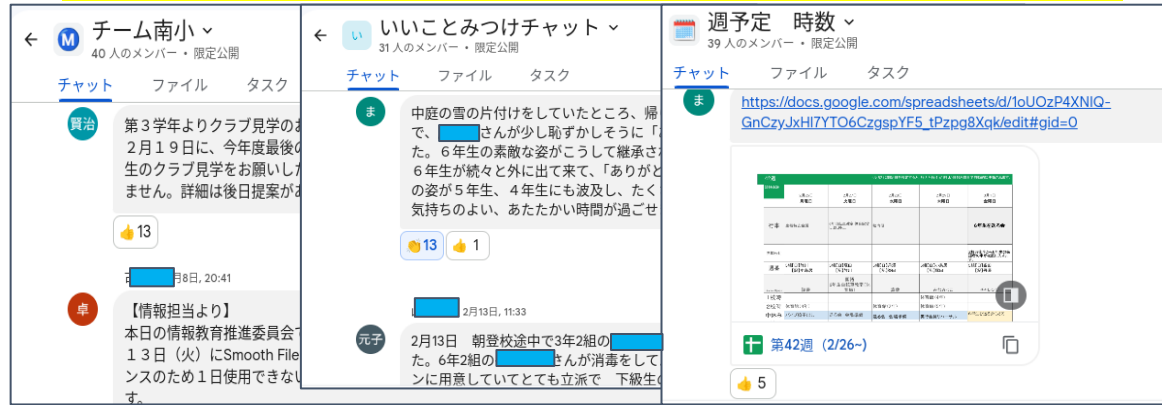 チーム南小
40 人のメンバー • 限定公開
チャット ファイル タスク
賢治
第３学年よりクラブ見学のお
２月１９日に、今年度最後の
生のクラブ見学をお願いした
ません。詳細は後日提案があ
13
月8日, 20:41
卓
【情報担当より】
本日の情報教育推進委員会で
１３日（火）にSmooth File
ンスのため１日使用できない
す。
い
いいことみつけチャット
31 人のメンバー • 限定公開
チャット ファイル タスク
ま
中庭の雪の片付けをしていたところ、帰
で、 さんが少し恥ずかしそうに「
た。６年生の素敵な姿がこうして継承さ
６年生が続々と外に出て来て、「ありがと
の姿が５年生、４年生にも波及し、たく
気持ちのよい、あたたかい時間が過ごせ
13 1
2月13日, 11:33
元子
2月13日 朝登校途中で3年2組の
た。6年2組の さんが消毒をして
ンに用意していてとても立派で 下級生の
週予定 時数
39 人のメンバー • 限定公開
チャット ファイル タスク
ま
https://docs.google.com/spreadsheets/d/1oUOzP4XNIQ-
GnCzyJxHI7YTO6CzgspYF5_tPzpg8Xqk/edit#gid=0
月曜日 火曜日 水曜日 木曜日 金曜日
第42週（2/26~）
5